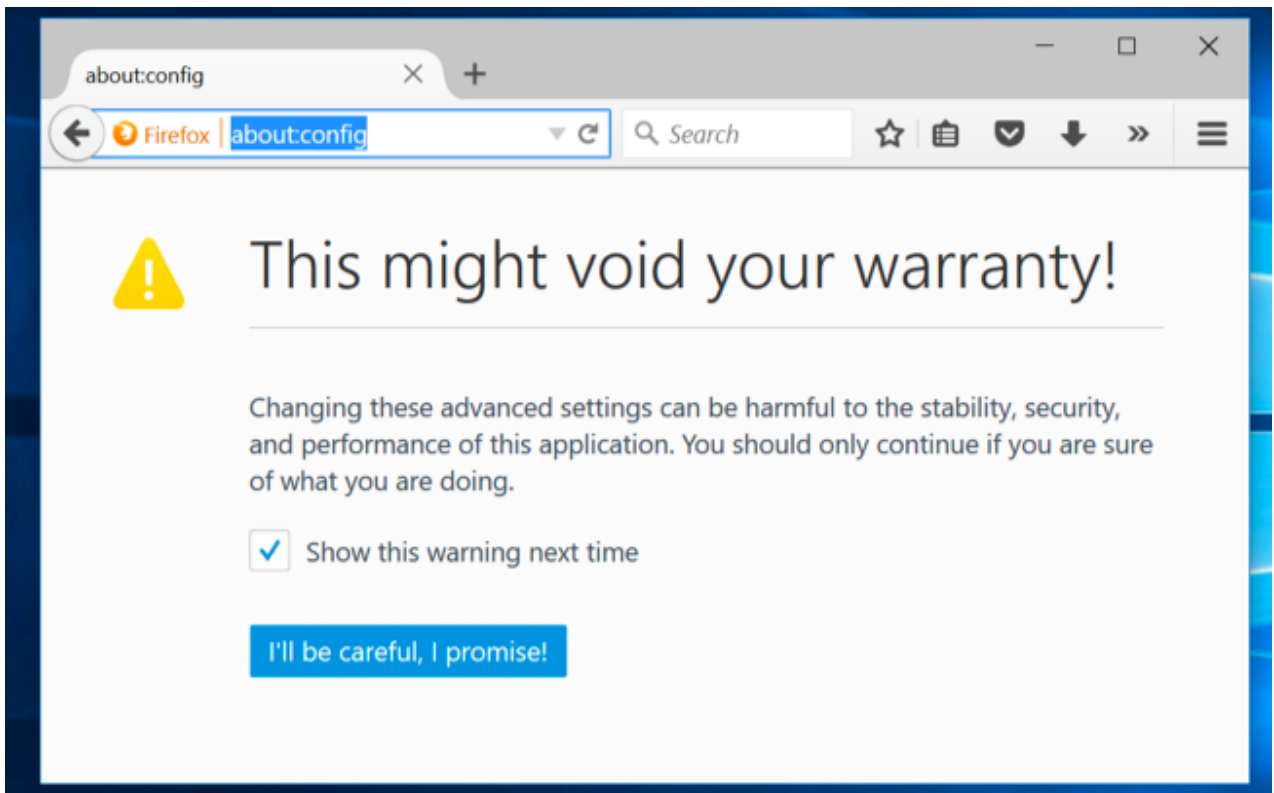 about:config
Firefox about:config Search
This might void your warranty!
Changing these advanced settings can be harmful to the stability, security,
and performance of this application. You should only continue if you are sure
of what you are doing.
Show this warning next time
I'll be careful, I promise!